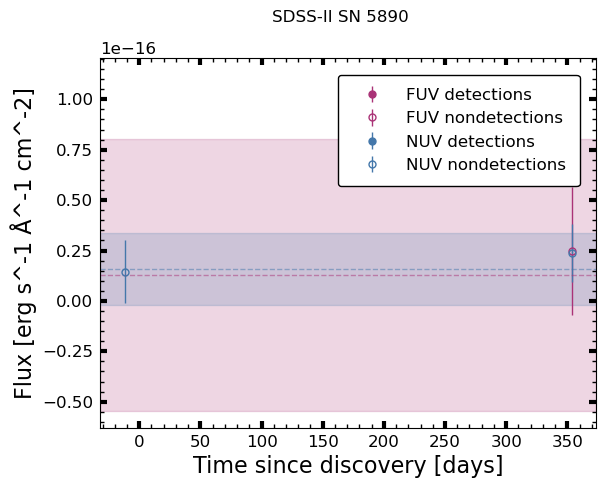 SDSS-II SN 5890
1e−16
FUV detections
FUV nondetections
NUV detections
NUV nondetections
1.00
0.75
0.50
0.25
0.00
−0.25
−0.50
Flux [erg s^-1 Å^-1 cm^-2]
0 50 100 150 200 250 300 350
Time since discovery [days]